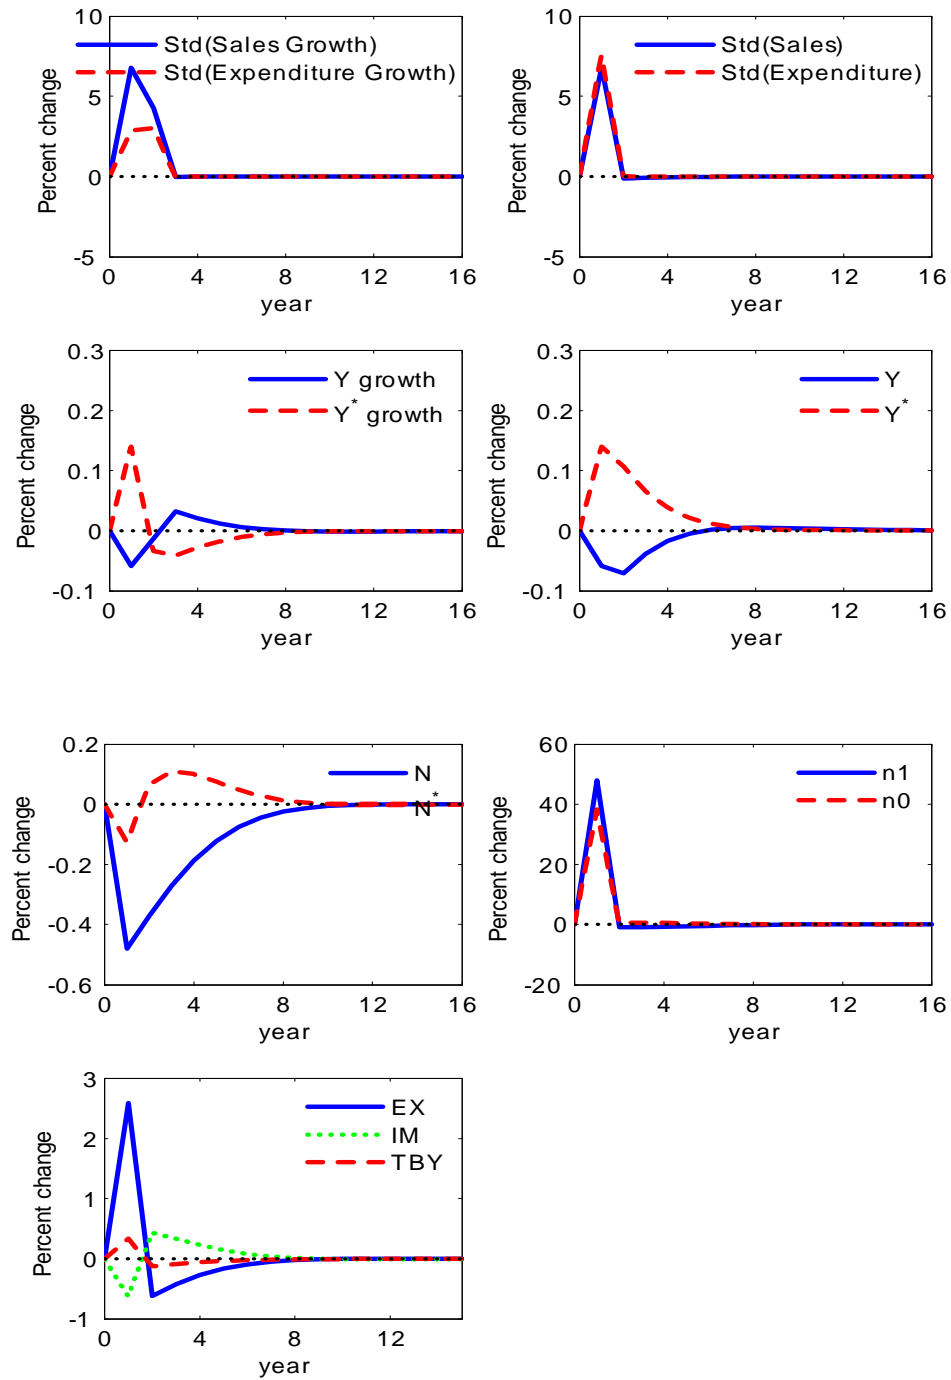 10
5
0
-5
Percent change
Std(Sales Growth)
Std(Expenditure Growth)
0 4 8 12 16
year
10
5
0
-5
Percent change
Std(Sales)
Std(Expenditure)
0 4 8 12 16
year
0.3
0.2
0.1
0
-0.1
Percent change
Y growth
Y* growth
0 4 8 12 16
year
0.3
0.2
0.1
0
-0.1
Percent change
Y
Y*
0 4 8 12 16
year
0.2
0
-0.2
-0.4
-0.6
Percent change
N
N*
0 4 8 12 16
year
60
40
20
0
-20
Percent change
n1
n0
0 4 8 12 16
year
3
2
1
0
-1
Percent change
EX
IM
TBY
0 4 8 12
year